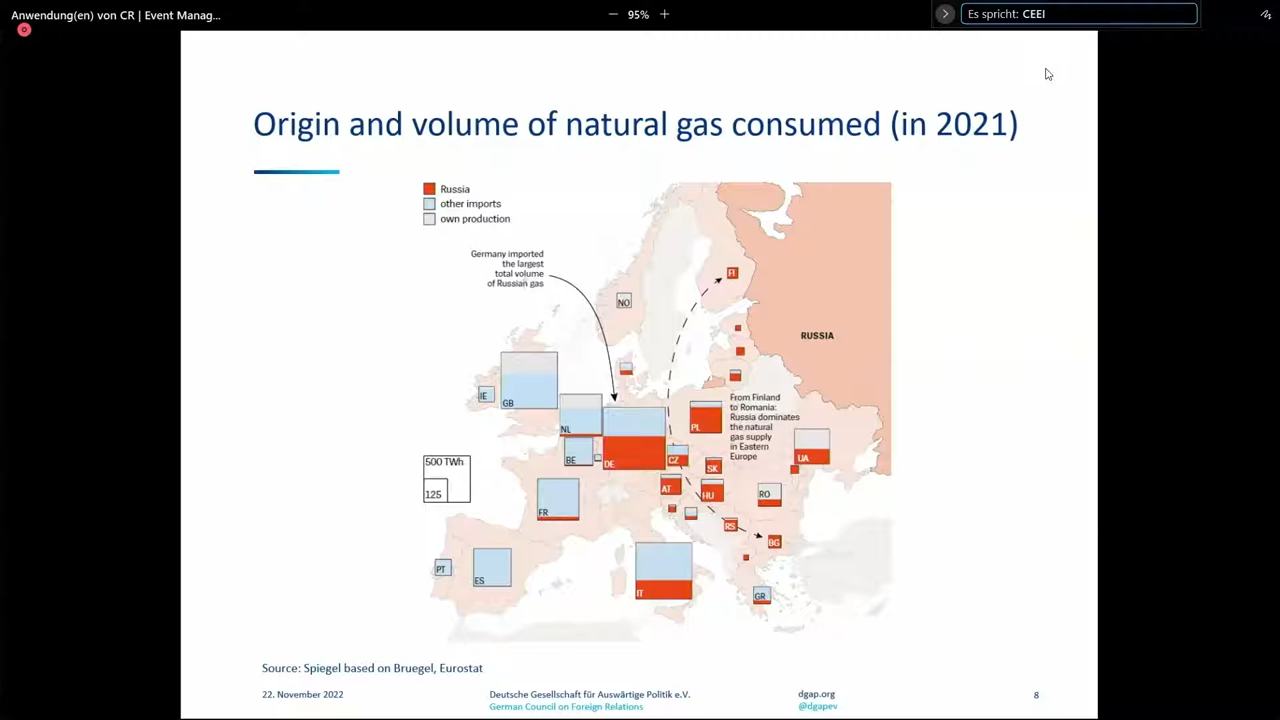 Anwendung(en) von CR | Event Manag...
95%
Es spricht: CEEI
Origin and volume of natural gas consumed (in 2021)
Russia
other imports
own production
Germany imported
the largest
total volume
of Russian gas
FI
NO
RUSSIA
IE
GB
NL
BE
DE
PL
From Finland
to Romania:
Russia dominates
the natural
gas supply
in Eastern
Europe
CZ
UA
SK
500 TWh
125
AT
HU
RO
FR
RS
BG
PT
ES
IT
GR
Source: Spiegel based on Bruegel, Eurostat
22. November 2022
Deutsche Gesellschaft für Auswärtige Politik e.V.
German Council on Foreign Relations
dgap.org
@dgapev
8